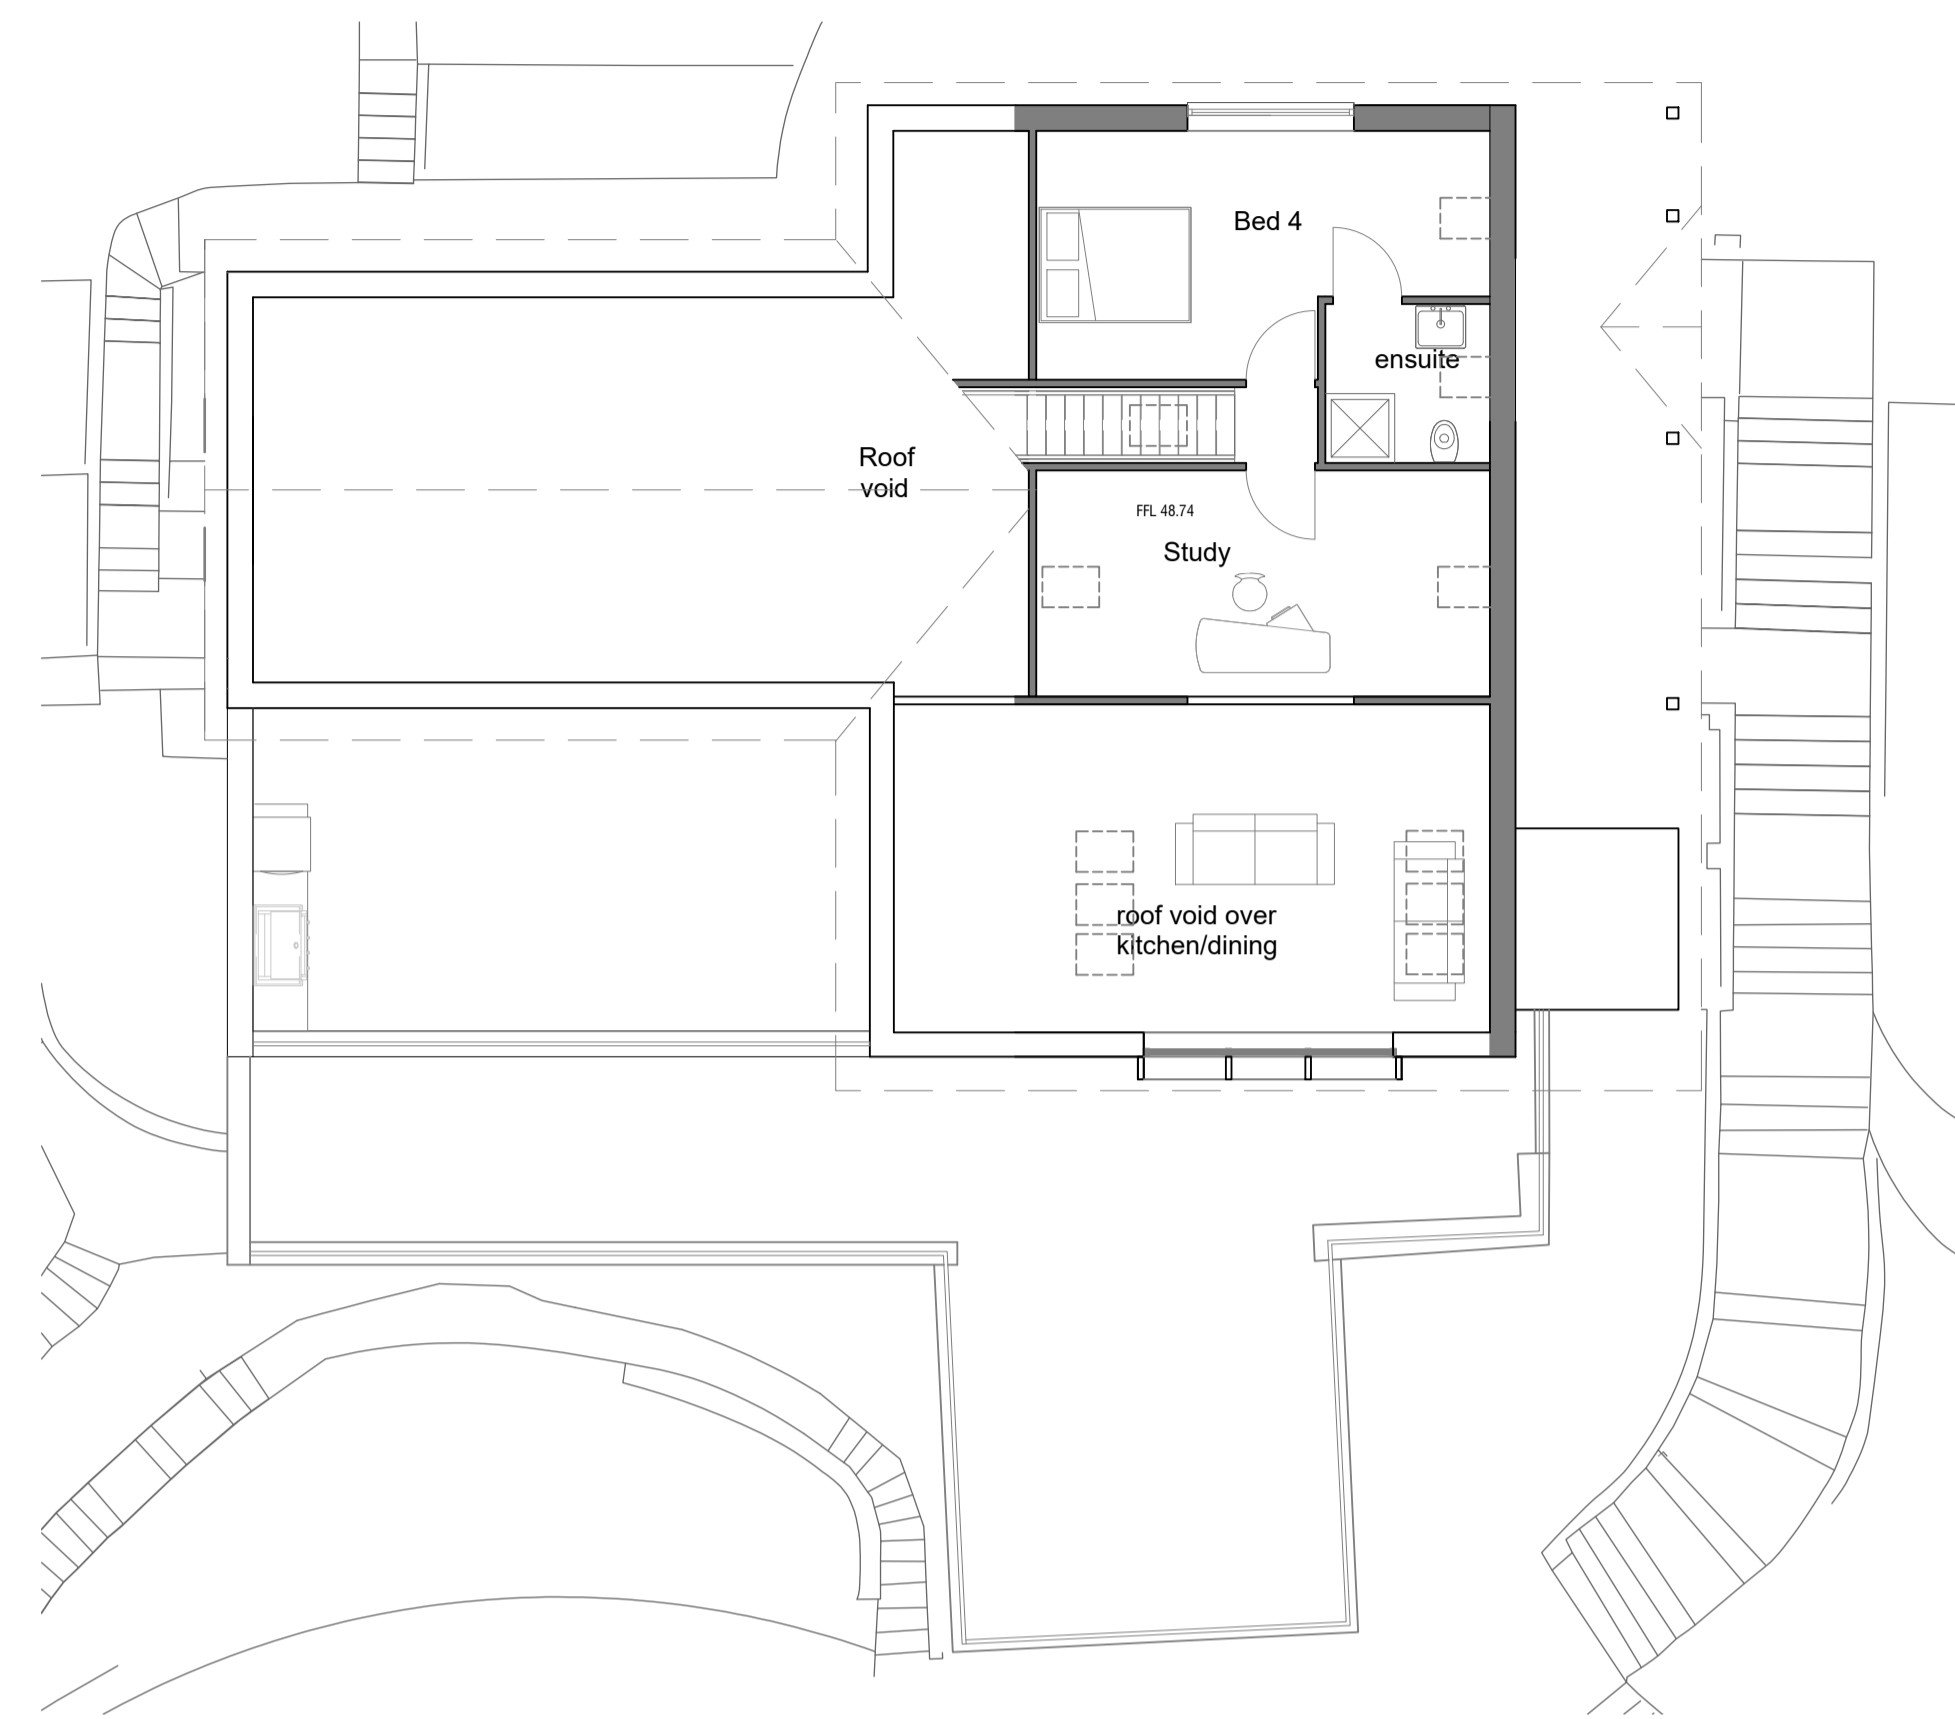 Bed 4
ensuite
Roof
void
FFL 48.74
Study
roof void over
kitchen/dining